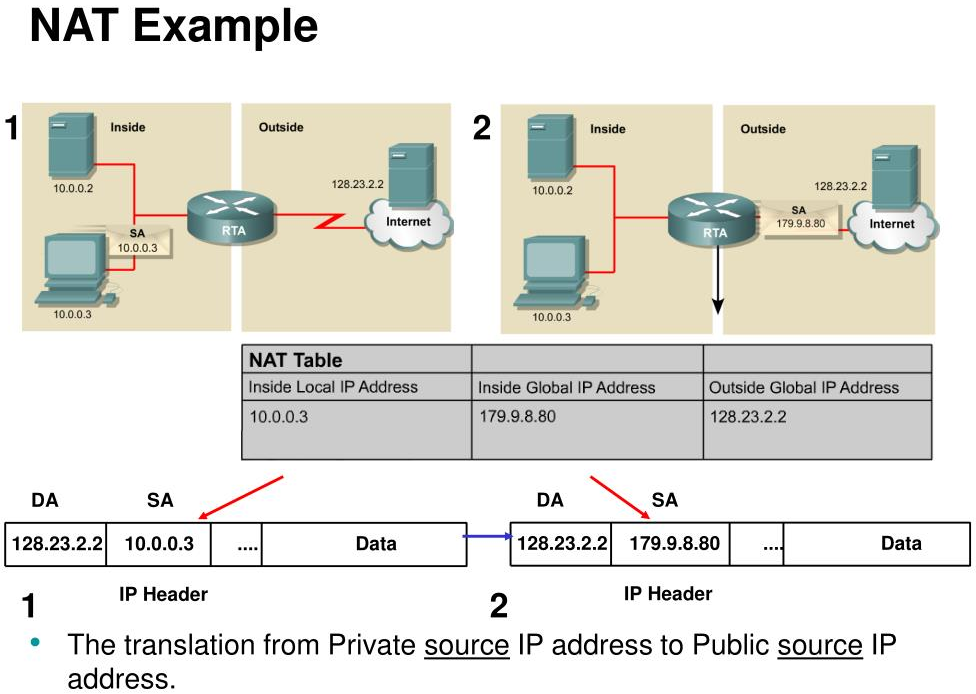 NAT Example
1
Inside
Outside
10.0.0.2
128.23.2.2
Internet
RTA
SA
10.0.0.3
10.0.0.3
2
Inside
Outside
10.0.0.2
128.23.2.2
SA
179.9.8.80
Internet
RTA
10.0.0.3
NAT Table
Inside Local IP Address Inside Global IP Address Outside Global IP Address
10.0.0.3 179.9.8.80 128.23.2.2
DA SA DA SA
128.23.2.2 10.0.0.3 .... Data 128.23.2.2 179.9.8.80 .... Data
IP Header IP Header
1 2
• The translation from Private source IP address to Public source IP
address.